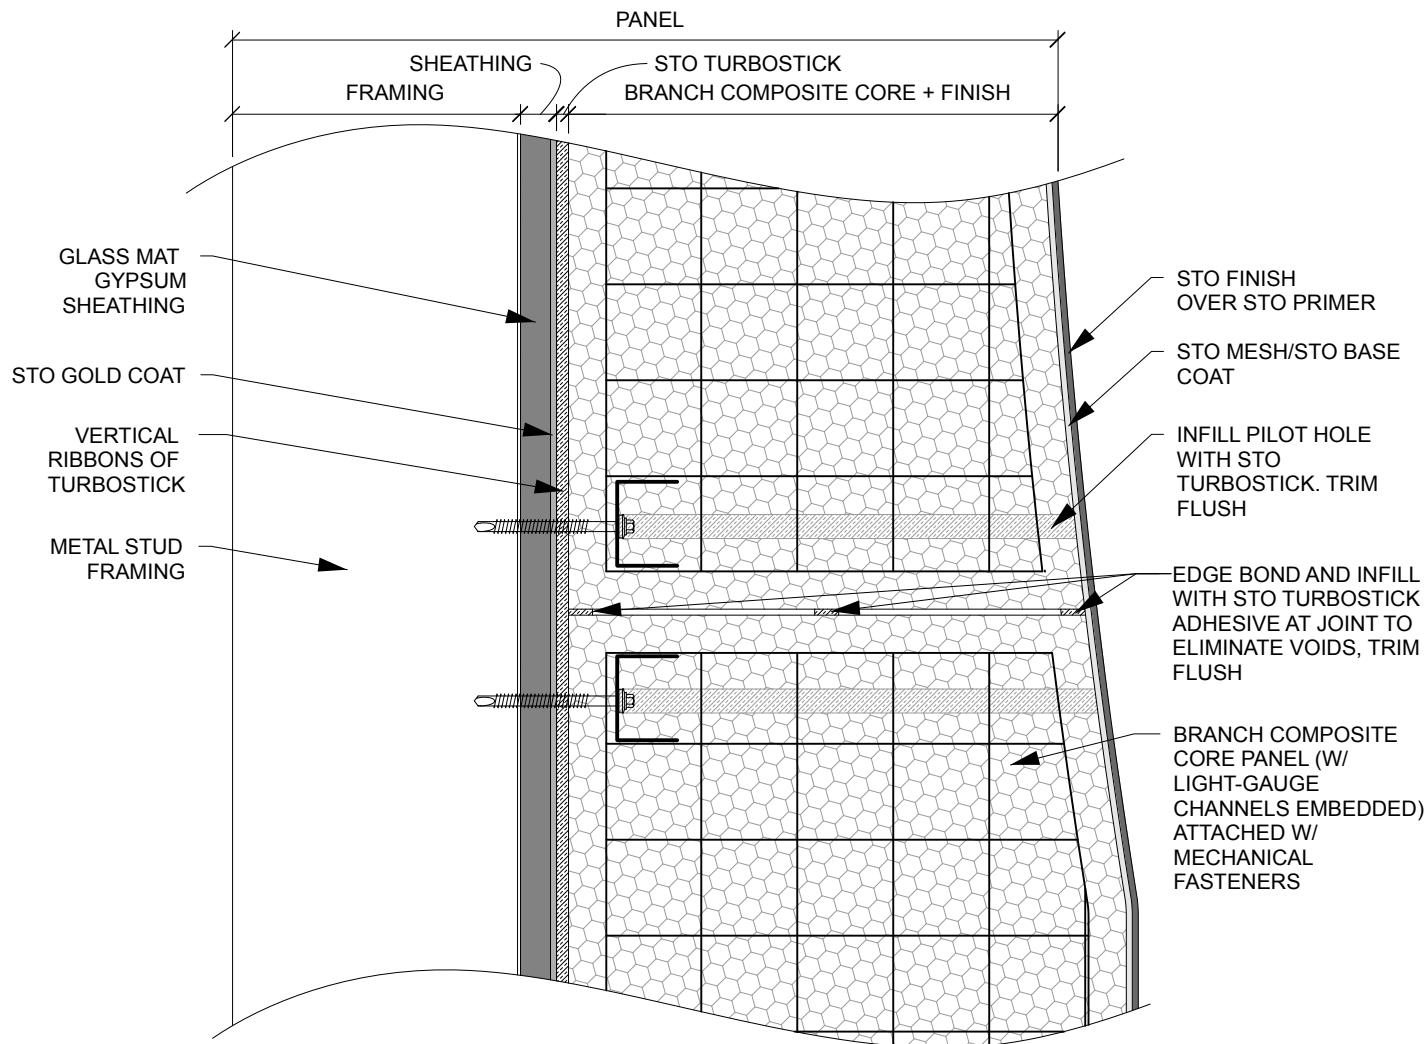 PANEL
SHEATHING
STO TURBOSTICK
FRAMING
BRANCH COMPOSITE CORE + FINISH
GLASS MAT
GYPSUM
SHEATHING
STO GOLD COAT
VERTICAL
RIBBONS OF
TURBOSTICK
METAL STUD
FRAMING
STO FINISH
OVER STO PRIMER
STO MESH/STO BASE
COAT
INFILL PILOT HOLE
WITH STO
TURBOSTICK. TRIM
FLUSH
EDGE BOND AND INFILL
WITH STO TURBOSTICK
ADHESIVE AT JOINT TO
ELIMINATE VOIDS, TRIM
FLUSH
BRANCH COMPOSITE
CORE PANEL (W/
LIGHT-GAUGE
CHANNELS EMBEDDED)
ATTACHED W/
MECHANICAL
FASTENERS